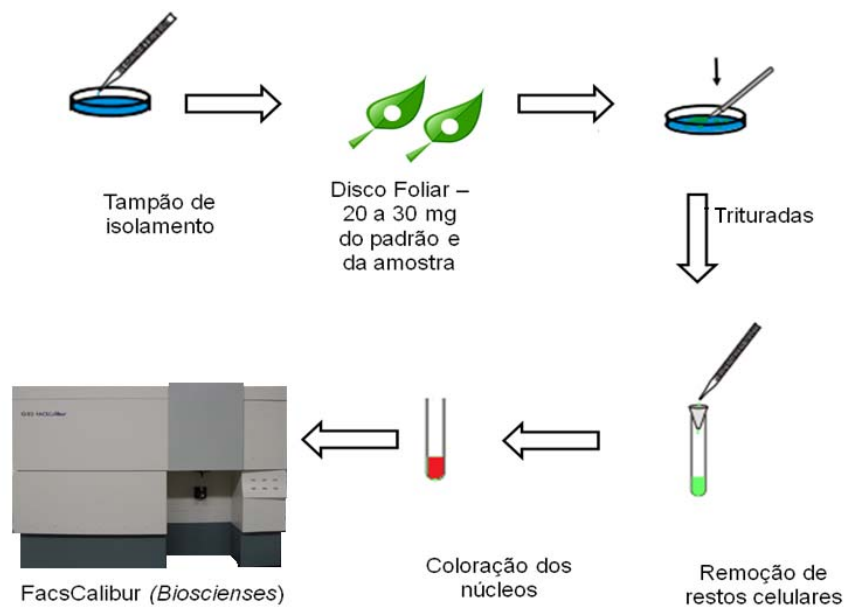 Tampão de
isolamento
Disco Foliar –
20 a 30 mg
do padrão e
da amostra
Trituradas
Remoção de
restos celulares
Coloração dos
núcleos
FacsCalibur (Bioscienses)